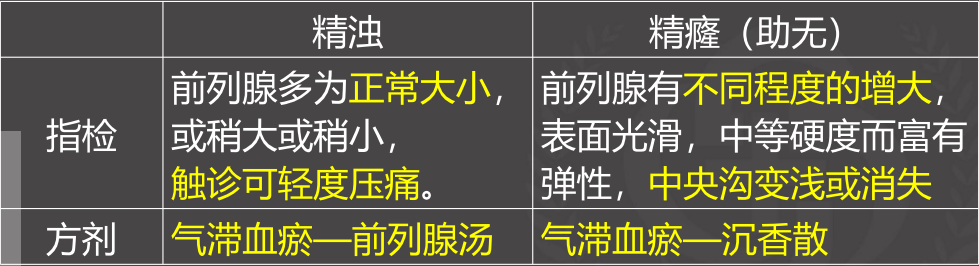 精浊
精癃（助无）
指检
前列腺多为正常大小，
或稍大或稍小，
触诊可轻度压痛。
前列腺有不同程度的增大，
表面光滑，中等硬度而富有
弹性，中央沟变浅或消失
方剂
气滞血瘀—前列腺汤
气滞血瘀—沉香散